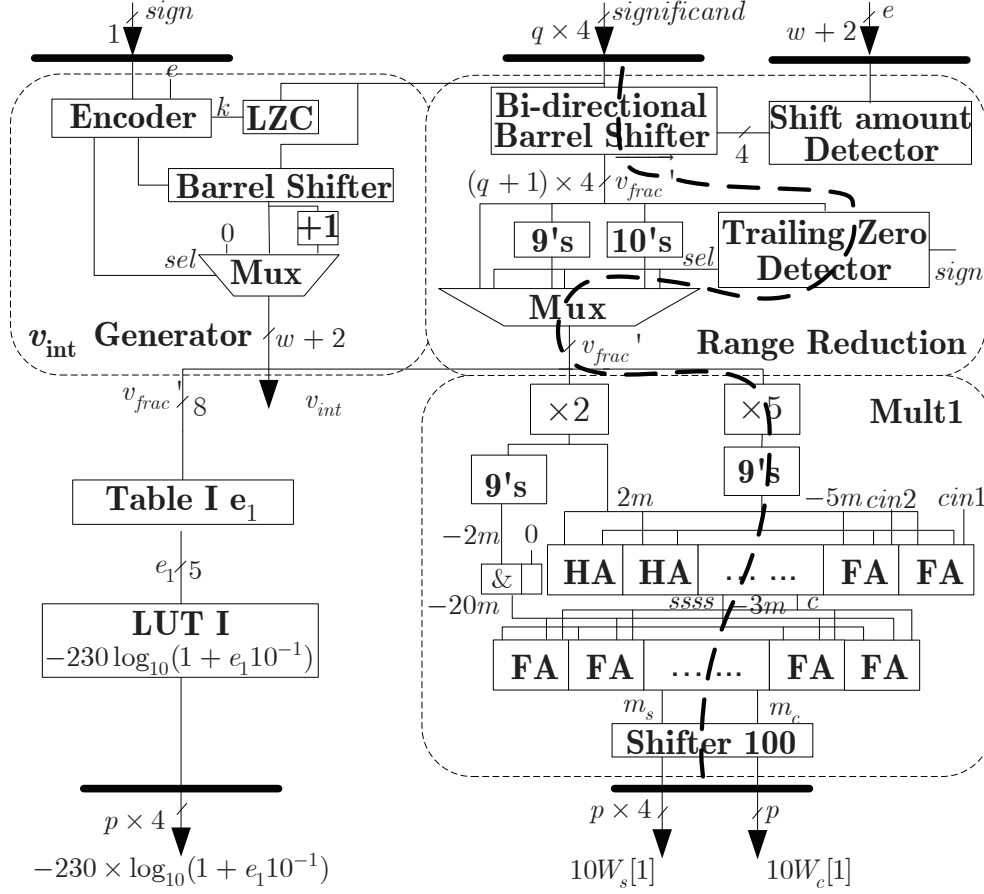 sign
1
significand
q × 4
e
w + 2
e
Encoder
k
LZC
Bi-directional
Barrel Shifter
4
Shift amount
Detector
Barrel Shifter
(q + 1) × 4
v_frac '
+1
0
sel
Mux
9's
10's
sel
Trailing Zero
Detector
sign
Mux
v_int Generator
w + 2
v_frac '
Range Reduction
v_frac '
8
v_int
×2
×5
Mult1
9's
9's
Table I e_1
−2m
0
2m
−5m
cin2
cin1
e_1
5
&
HA
HA
... ...
FA
FA
−20m
ssss
−3m
c
LUT I
−230 log_10(1 + e_1 10^−1)
FA
FA
... ...
FA
FA
m_s
m_c
Shifter 100
p × 4
p × 4
p
−230 × log_10(1 + e_1 10^−1)
10W_s[1]
10W_c[1]